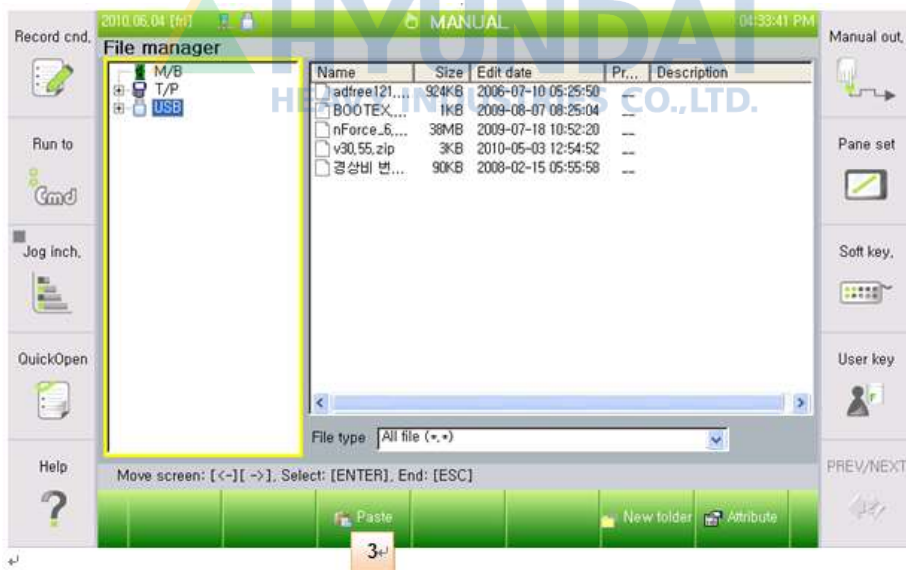 Record cnd.
2010.06.04 [fri]
MANUAL
04:33:41 PM
Manual out.
HYUNDAI
HEAVY INDUSTRIES CO.,LTD.
File manager
M/B
T/P
USB
Name Size Edit date Pr... Description
adfree121.... 924KB 2006-07-10 05:25:50 --
BOOTEX.... 1KB 2009-08-07 08:25:04 --
nForce_6.... 38MB 2009-07-18 10:52:20 --
v30.55.zip 3KB 2010-05-03 12:54:52 --
경상비 변... 90KB 2008-02-15 05:55:58 --
Run to
Cmd
Pane set
Jog inch.
Soft key.
QuickOpen
User key
File type All file (*.*)
Help
Move screen: [<-][ ->], Select: [ENTER], End: [ESC]
PREV/NEXT
Paste
New folder
Attribute
3